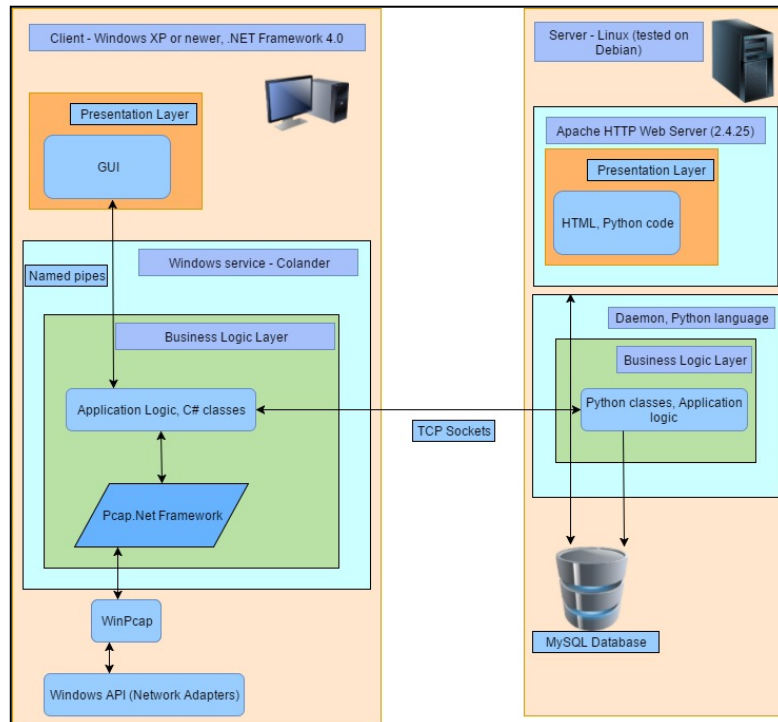 Client - Windows XP or newer, .NET Framework 4.0
Presentation Layer
GUI
Named pipes
Windows service - Colander
Business Logic Layer
Application Logic, C# classes
Pcap.Net Framework
WinPcap
Windows API (Network Adapters)
TCP Sockets
Server - Linux (tested on
Debian)
Apache HTTP Web Server (2.4.25)
Presentation Layer
HTML, Python code
Daemon, Python language
Business Logic Layer
Python classes, Application
logic
MySQL Database